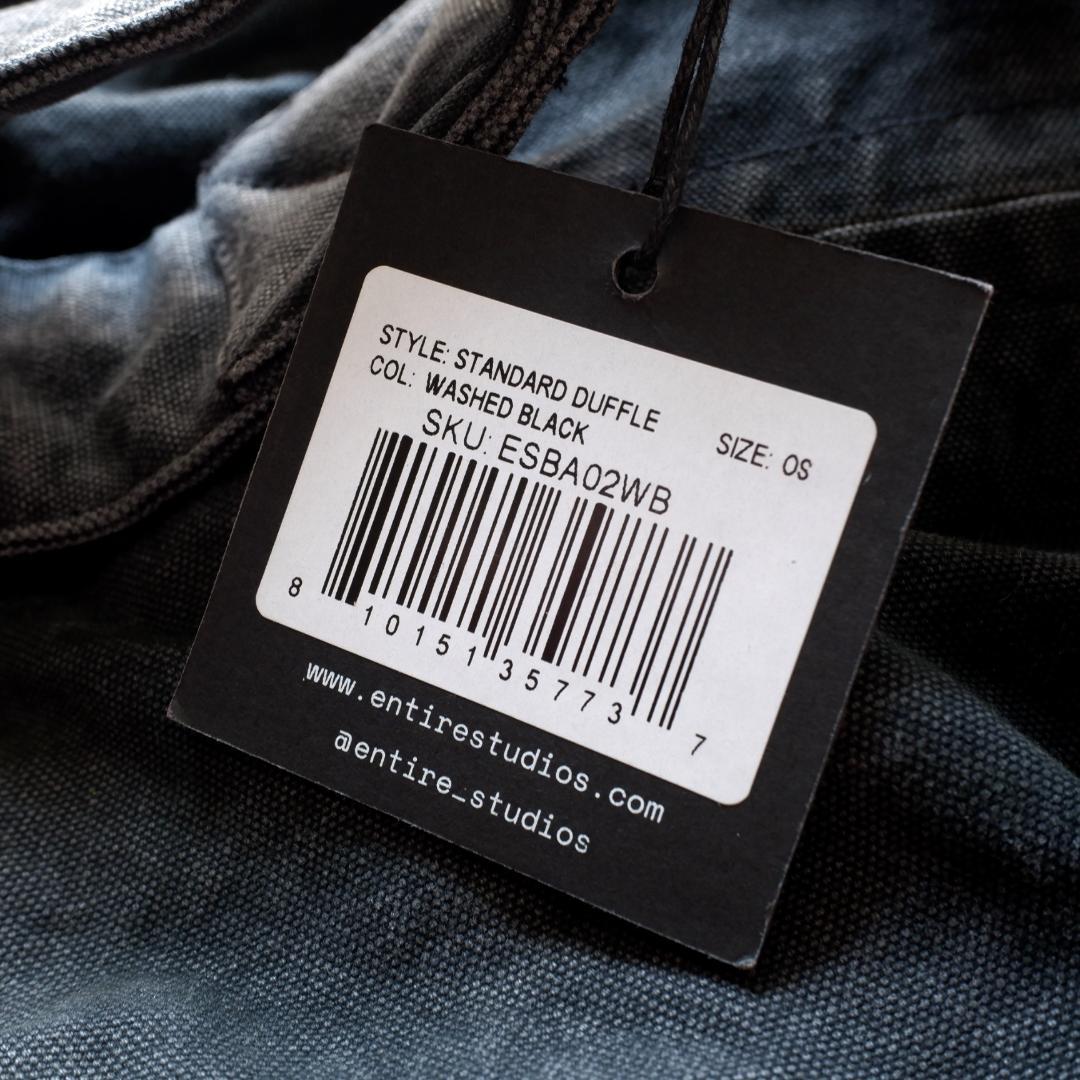 STYLE: STANDARD DUFFLE
COL: WASHED BLACK
SIZE: OS
SKU: ESBA02WB
8 10151 35773 7
www.entirestudios.com
@entire_studios